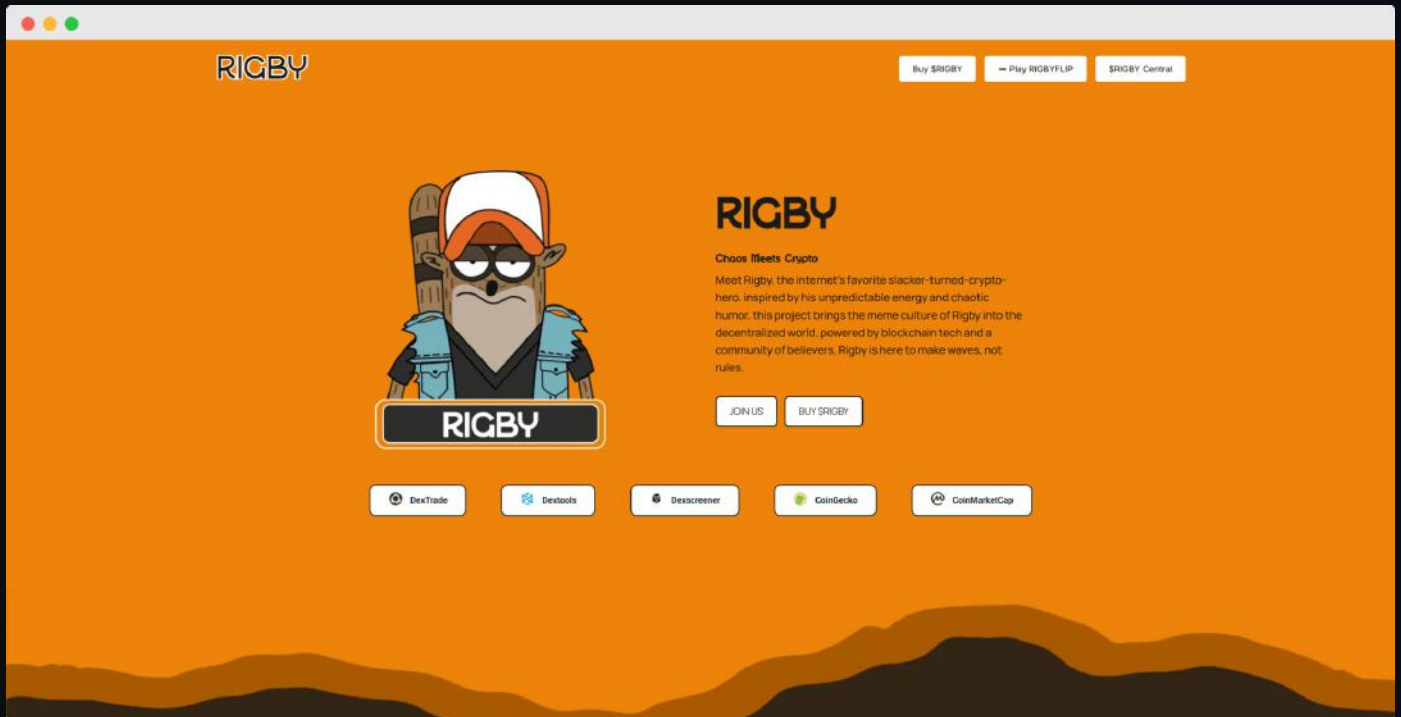 RIGBY
Buy $RIGBY
Play RIGBYFLIP
$RIGBY Central
RIGBY
Chaos Meets Crypto
Meet Rigby, the internet's favorite slacker-turned-crypto-
hero. inspired by his unpredictable energy and chaotic
humor, this project brings the meme culture of Rigby into the
decentralized world. powered by blockchain tech and a
community of believers, Rigby is here to make waves, not
rules.
JOIN US
BUY $RIGBY
RIGBY
DexTrade
Dextools
Dexscreener
CoinGecko
CoinMarketCap